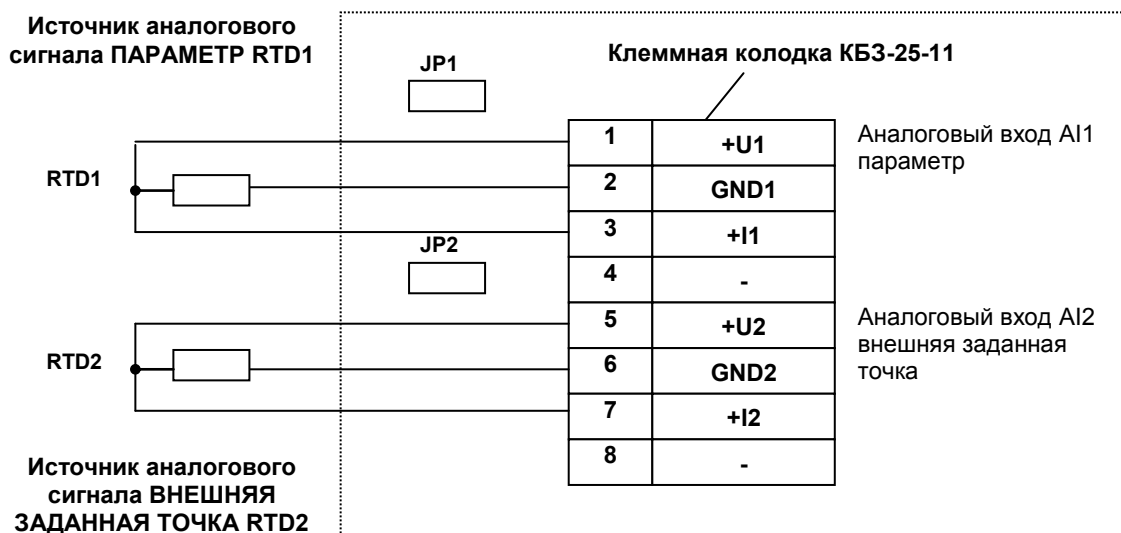 Источник аналогового
сигнала ПАРАМЕТР RTD1
JP1
Клеммная колодка КБЗ-25-11
1 +U1
Аналоговый вход AI1
параметр
RTD1
2 GND1
3 +I1
JP2
4 -
5 +U2
Аналоговый вход AI2
внешняя заданная
точка
RTD2
6 GND2
7 +I2
8 -
Источник аналогового
сигнала ВНЕШНЯЯ
ЗАДАННАЯ ТОЧКА RTD2